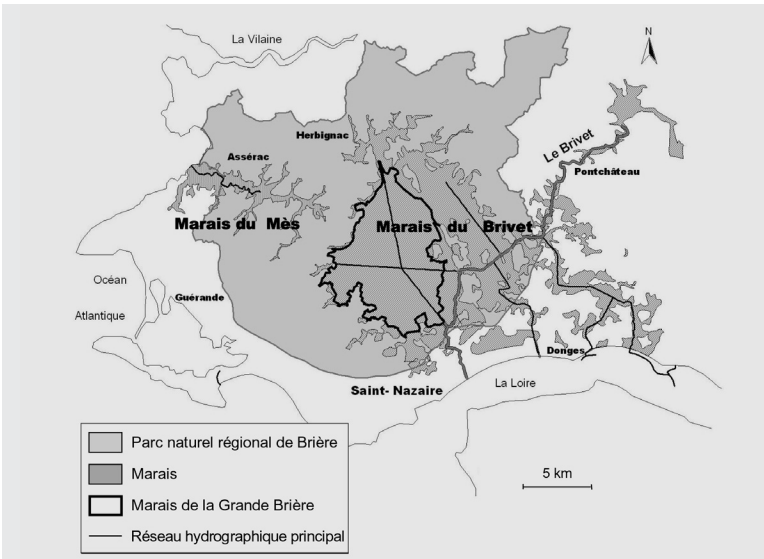 La Vilaine
N
Herbignac
Le Brivet
Assérac
Pontchâteau
Marais du Mès
Marais du Brivet
Océan
Atlantique
Guérande
Donges
Saint- Nazaire
La Loire
Parc naturel régional de Brière
Marais
Marais de la Grande Brière
Réseau hydrographique principal
5 km